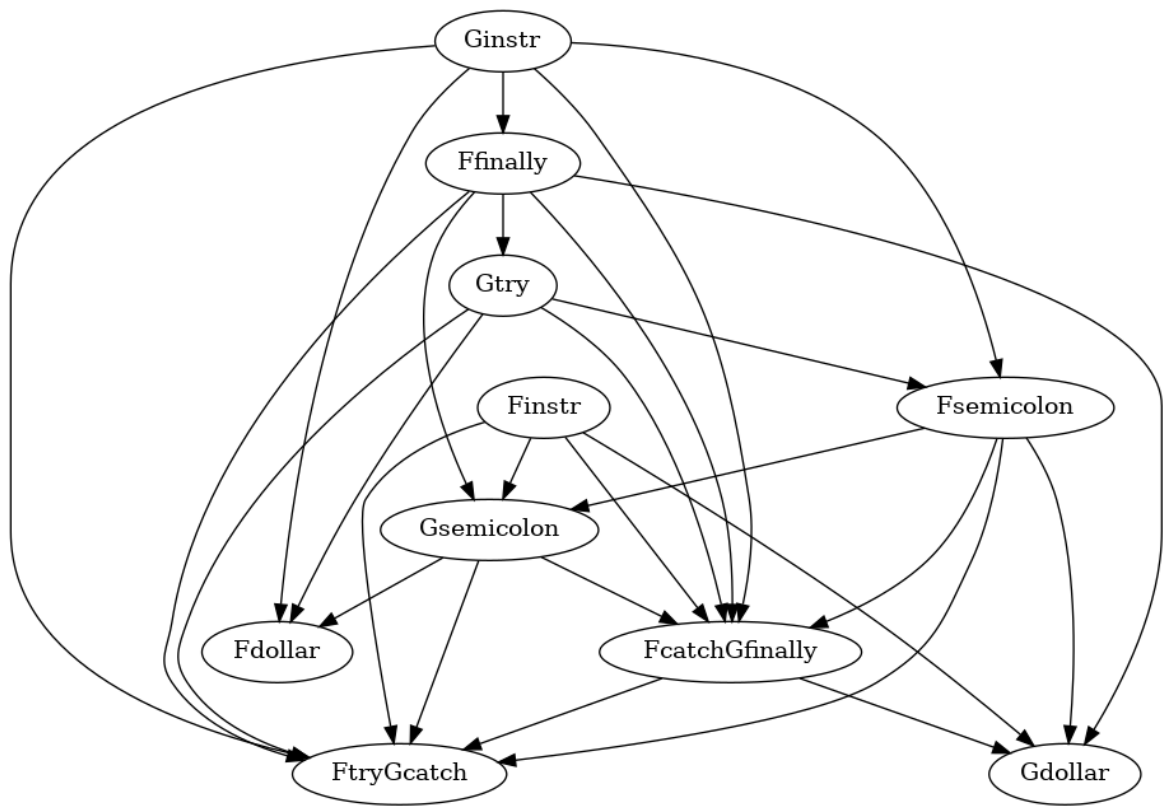 Ginstr
Ffinally
Gtry
Finstr
Fsemicolon
Gsemicolon
Fdollar
FcatchGfinally
FtryGcatch
Gdollar